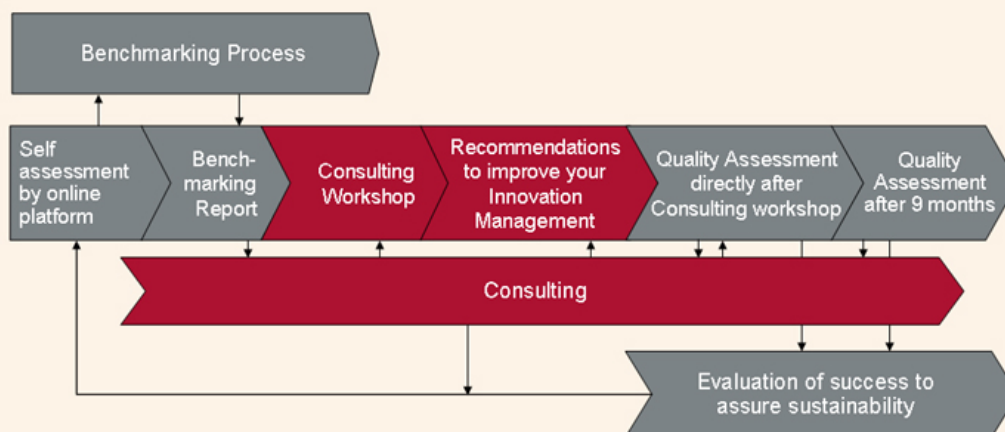 Benchmarking Process
Self
assessment
by online
platform
Bench-
marking
Report
Consulting
Workshop
Recommendations
to improve your
Innovation
Management
Quality Assessment
directly after
Consulting workshop
Quality
Assessment
after 9 months
Consulting
Evaluation of success to
assure sustainability